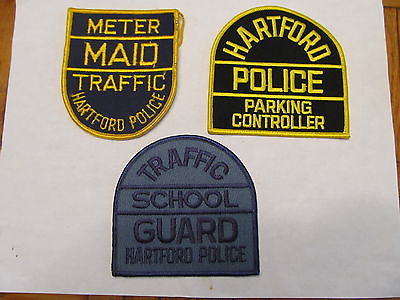 METER
MAID
TRAFFIC
HARTFORD POLICE
HARTFORD
POLICE
PARKING
CONTROLLER
TRAFFIC
SCHOOL
GUARD
HARTFORD POLICE